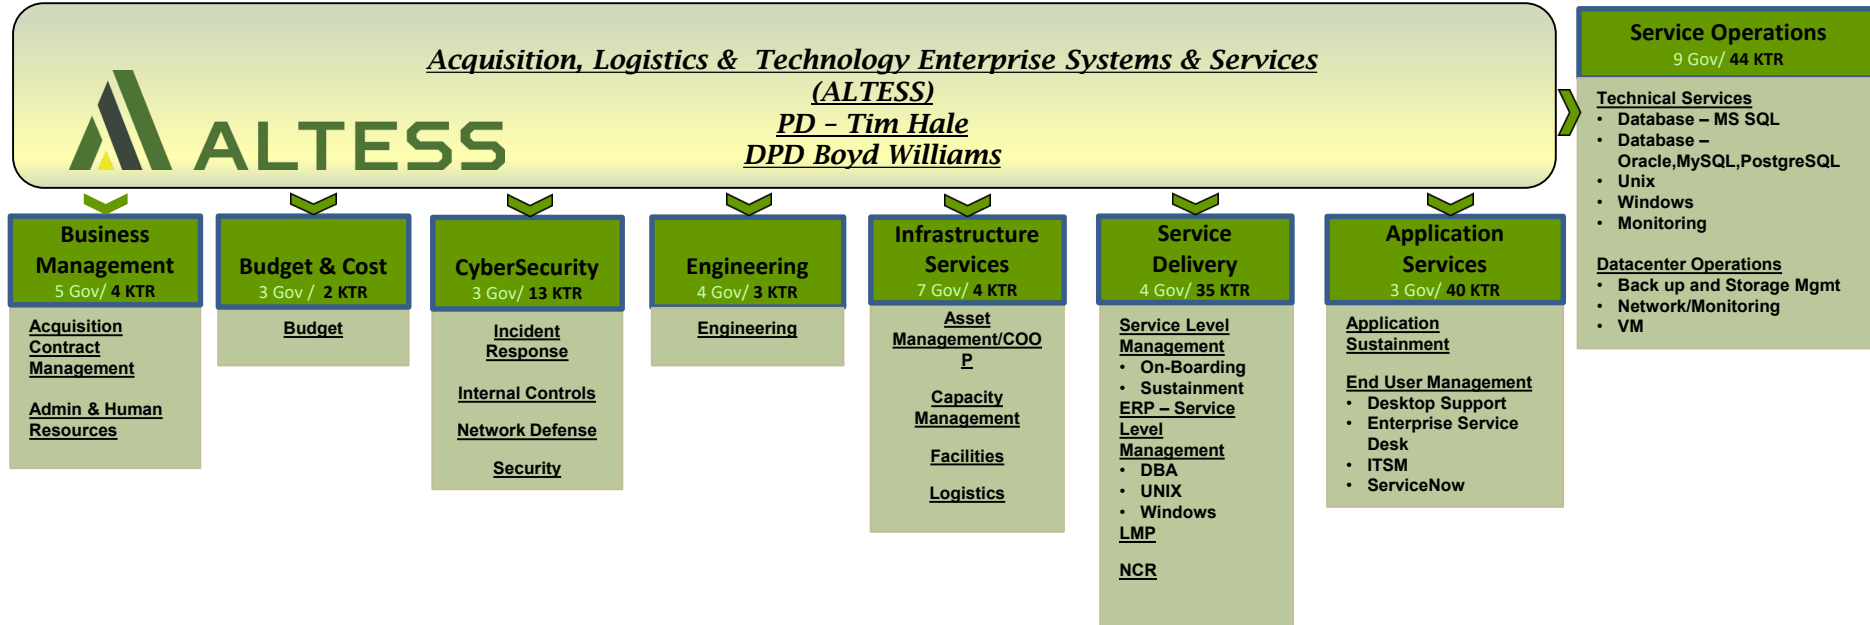 Acquisition, Logistics & Technology Enterprise Systems & Services
(ALTESS)
PD – Tim Hale
DPD Boyd Williams
ALTESS
Business
Management
5 Gov/ 4 KTR
Acquisition
Contract
Management
Admin & Human
Resources
Budget & Cost
3 Gov / 2 KTR
Budget
CyberSecurity
3 Gov/ 13 KTR
Incident
Response
Internal Controls
Network Defense
Security
Engineering
4 Gov/ 3 KTR
Engineering
Infrastructure
Services
7 Gov/ 4 KTR
Asset
Management/COO
P
Capacity
Management
Facilities
Logistics
Service
Delivery
4 Gov/ 35 KTR
Service Level
Management
• On-Boarding
• Sustainment
ERP – Service
Level
Management
• DBA
• UNIX
• Windows
LMP
NCR
Application
Services
3 Gov/ 40 KTR
Application
Sustainment
End User Management
• Desktop Support
• Enterprise Service
Desk
• ITSM
• ServiceNow
Service Operations
9 Gov/ 44 KTR
Technical Services
• Database – MS SQL
• Database –
Oracle,MySQL,PostgreSQL
• Unix
• Windows
• Monitoring
Datacenter Operations
• Back up and Storage Mgmt
• Network/Monitoring
• VM